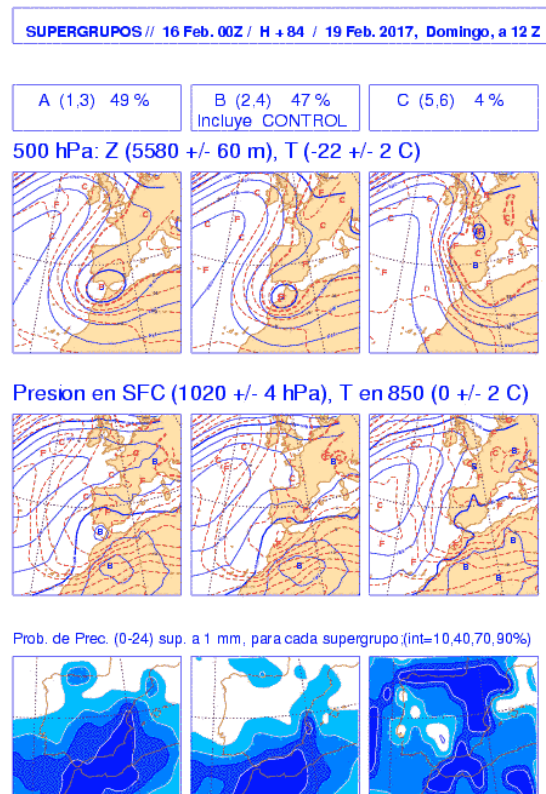 SUPERGRUPOS // 16 Feb. 00Z / H + 84 / 19 Feb. 2017, Domingo, a 12 Z
A (1,3) 49 %
B (2,4) 47 %
Incluye CONTROL
C (5,6) 4 %
500 hPa: Z (5580 +/- 60 m), T (-22 +/- 2 C)
Presion en SFC (1020 +/- 4 hPa), T en 850 (0 +/- 2 C)
Prob. de Prec. (0-24) sup. a 1 mm, para cada supergrupo:(int=10,40,70,90%)